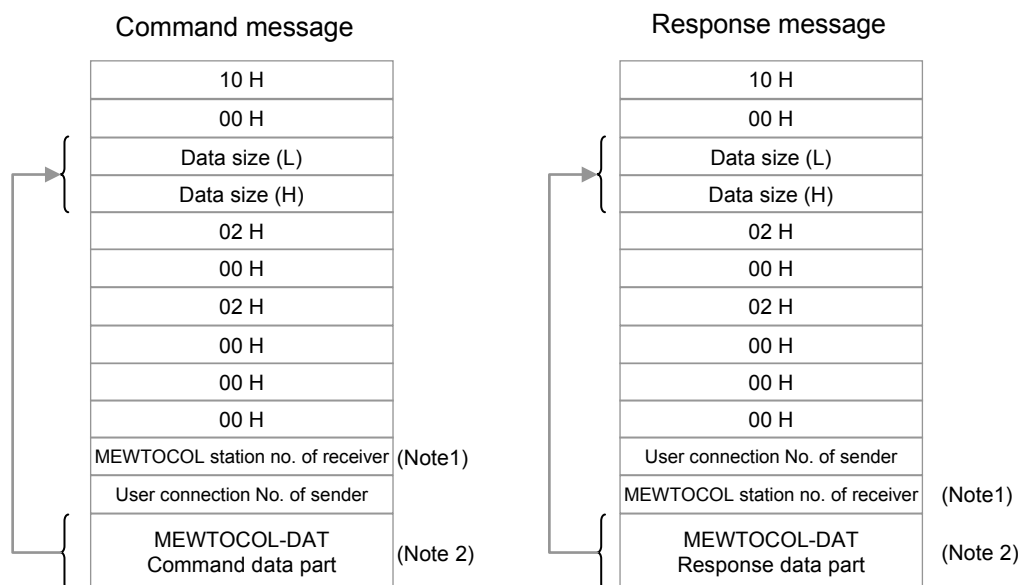 Command message
10 H
00 H
Data size (L)
Data size (H)
02 H
00 H
02 H
00 H
00 H
00 H
MEWTOCOL station no. of receiver (Note1)
User connection No. of sender
MEWTOCOL-DAT
Command data part
(Note 2)
Response message
10 H
00 H
Data size (L)
Data size (H)
02 H
00 H
02 H
00 H
00 H
00 H
User connection No. of sender
MEWTOCOL station no. of receiver (Note1)
MEWTOCOL-DAT
Response data part
(Note 2)